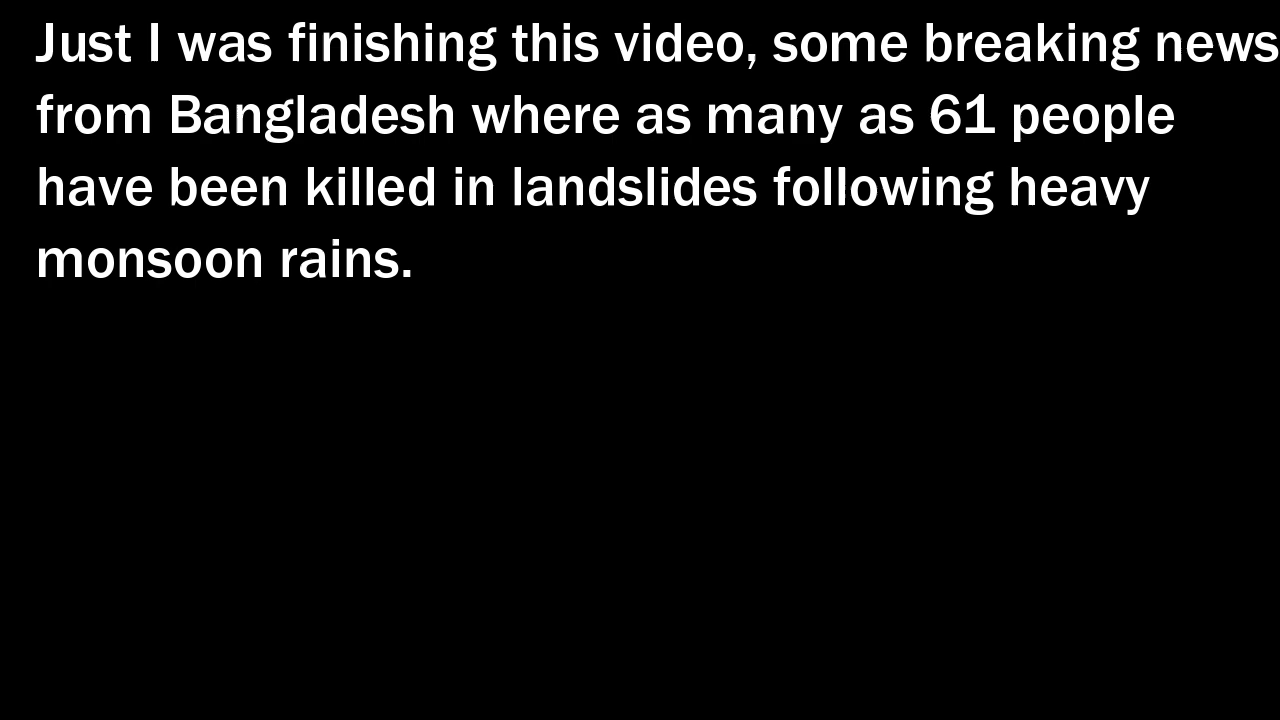 Just I was finishing this video, some breaking news
from Bangladesh where as many as 61 people
have been killed in landslides following heavy
monsoon rains.